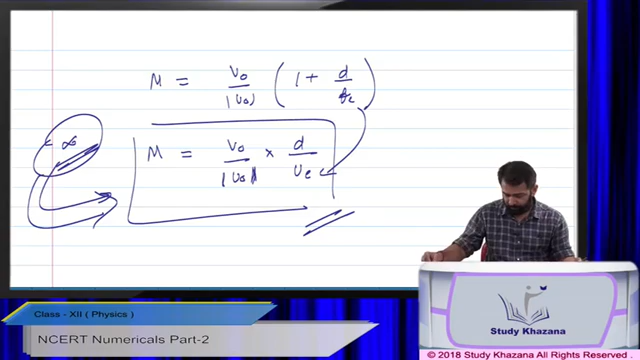 M = v₀/|u₀| (1 + d/fe)
∞
M = v₀/|u₀| × d/ue
Study Khazana
Class - XII ( Physics )
NCERT Numericals Part-2
© 2018 Study Khazana. All Rights Reserved